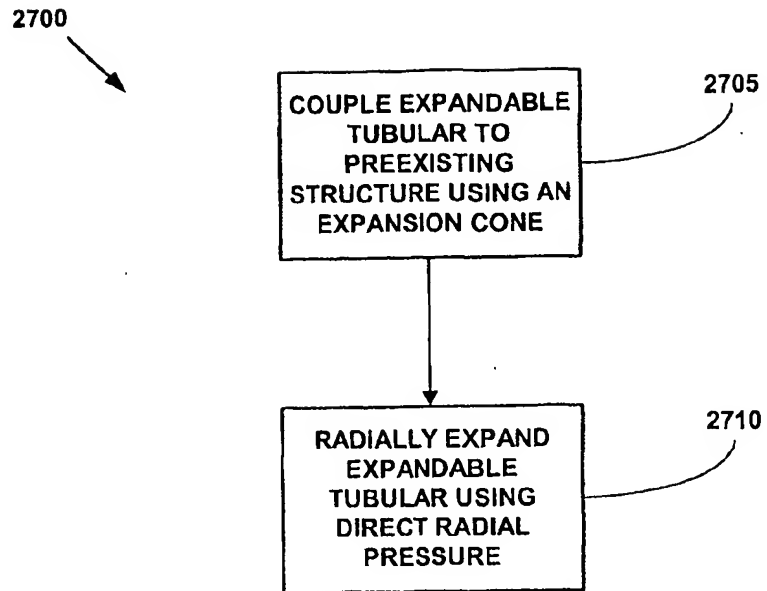 2700
2705
COUPLE EXPANDABLE
TUBULAR TO
PREEXISTING
STRUCTURE USING AN
EXPANSION CONE
2710
RADIALLY EXPAND
EXPANDABLE
TUBULAR USING
DIRECT RADIAL
PRESSURE